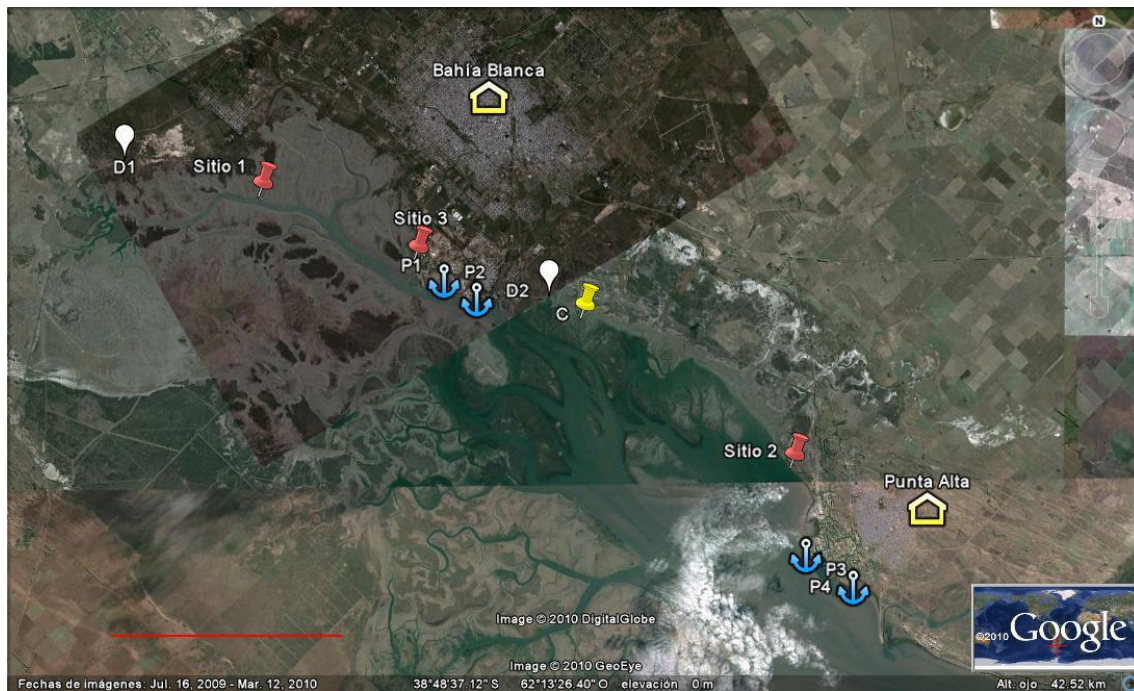 N
Bahía Blanca
D1
Sitio 1
Sitio 3
P1
P2
D2
C
Sitio 2
Punta Alta
P3
P4
Image © 2010 DigitalGlobe
©2010 Google
Image © 2010 GeoEye
Fechas de imágenes: Jul. 16, 2009 - Mar. 12, 2010 38°48'37.12" S 62°13'26.40" O elevación 0 m Alt. ojo 42.52 km